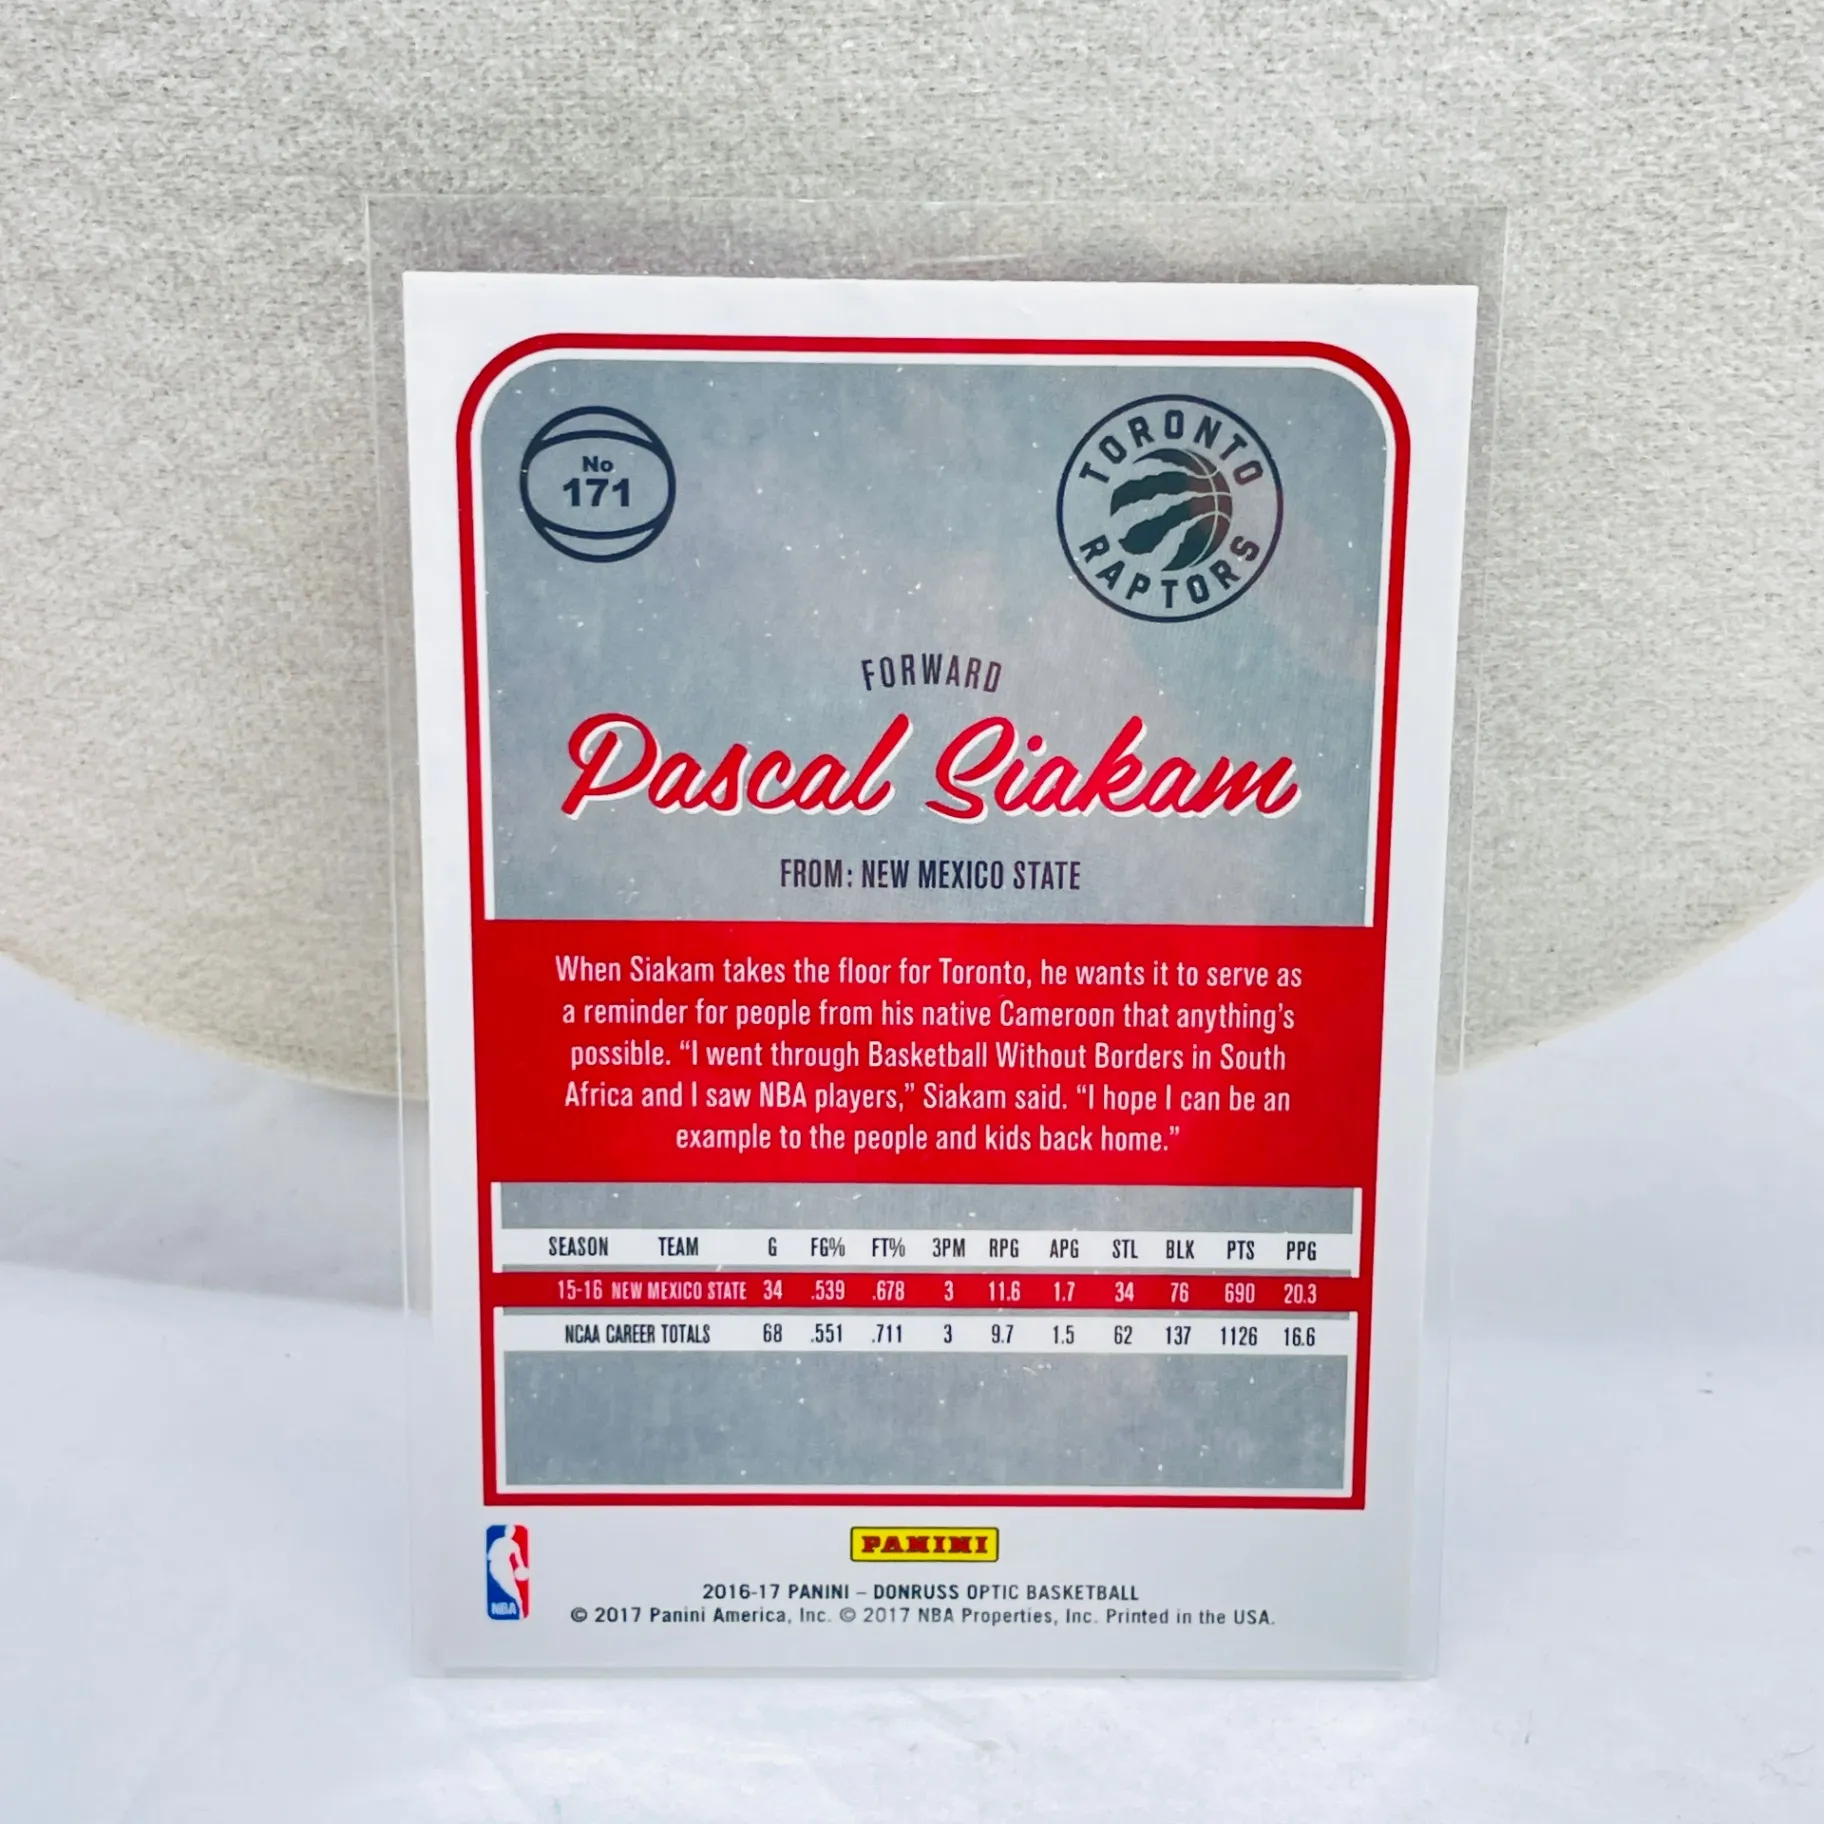 No
171
TORONTO
RAPTORS
FORWARD
Pascal Siakam
FROM: NEW MEXICO STATE
When Siakam takes the floor for Toronto, he wants it to serve as
a reminder for people from his native Cameroon that anything's
possible. “I went through Basketball Without Borders in South
Africa and I saw NBA players,” Siakam said. “I hope I can be an
example to the people and kids back home.”
SEASON TEAM G FG% FT% 3PM RPG APG STL BLK PTS PPG
15-16 NEW MEXICO STATE 34 .539 .678 3 11.6 1.7 34 76 690 20.3
NCAA CAREER TOTALS 68 .551 .711 3 9.7 1.5 62 137 1126 16.6
NBA
PANINI
2016-17 PANINI – DONRUSS OPTIC BASKETBALL
© 2017 Panini America, Inc. © 2017 NBA Properties, Inc. Printed in the USA.